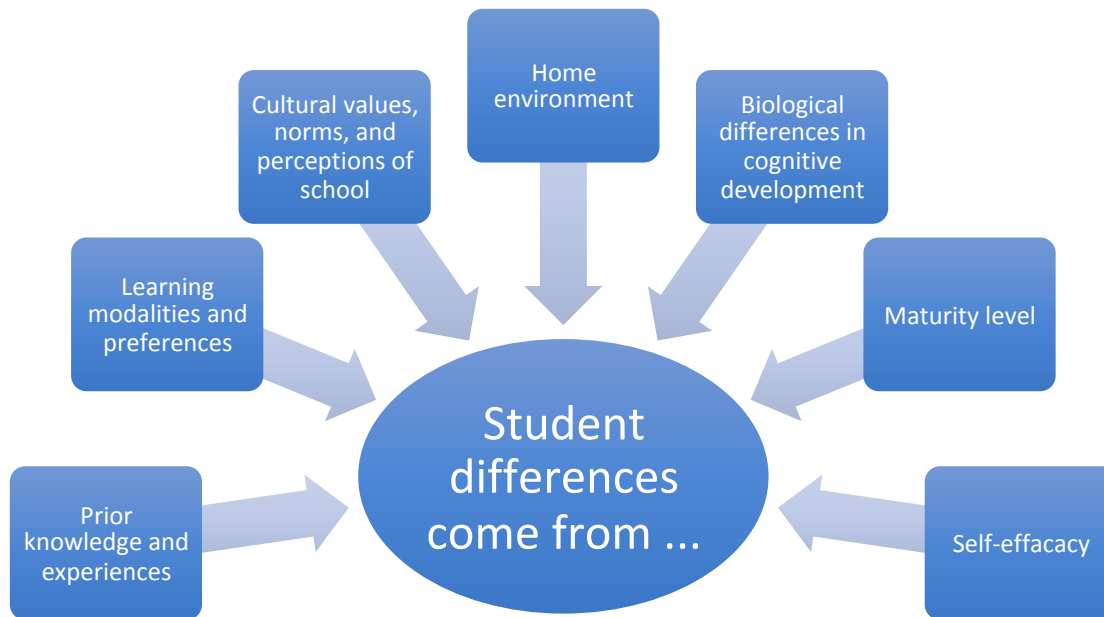 Prior
knowledge and
experiences
Learning
modalities and
preferences
Cultural values,
norms, and
perceptions of
school
Home
environment
Biological
differences in
cognitive
development
Maturity level
Self-effacacy
Student
differences
come from ...